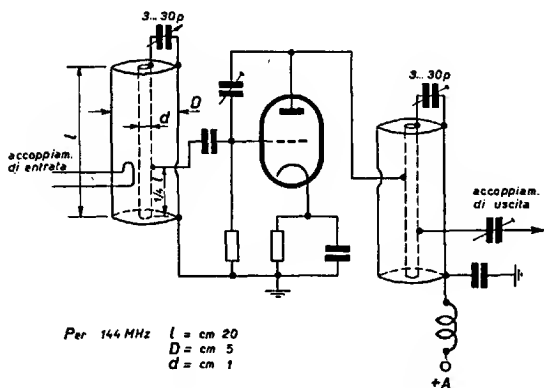 3...30p
D
d
l
accoppiam.
di entrata
1/4 l
3...30p
accoppiam.
di uscita
+A
Per 144 MHz l = cm 20
D = cm 5
d = cm 1